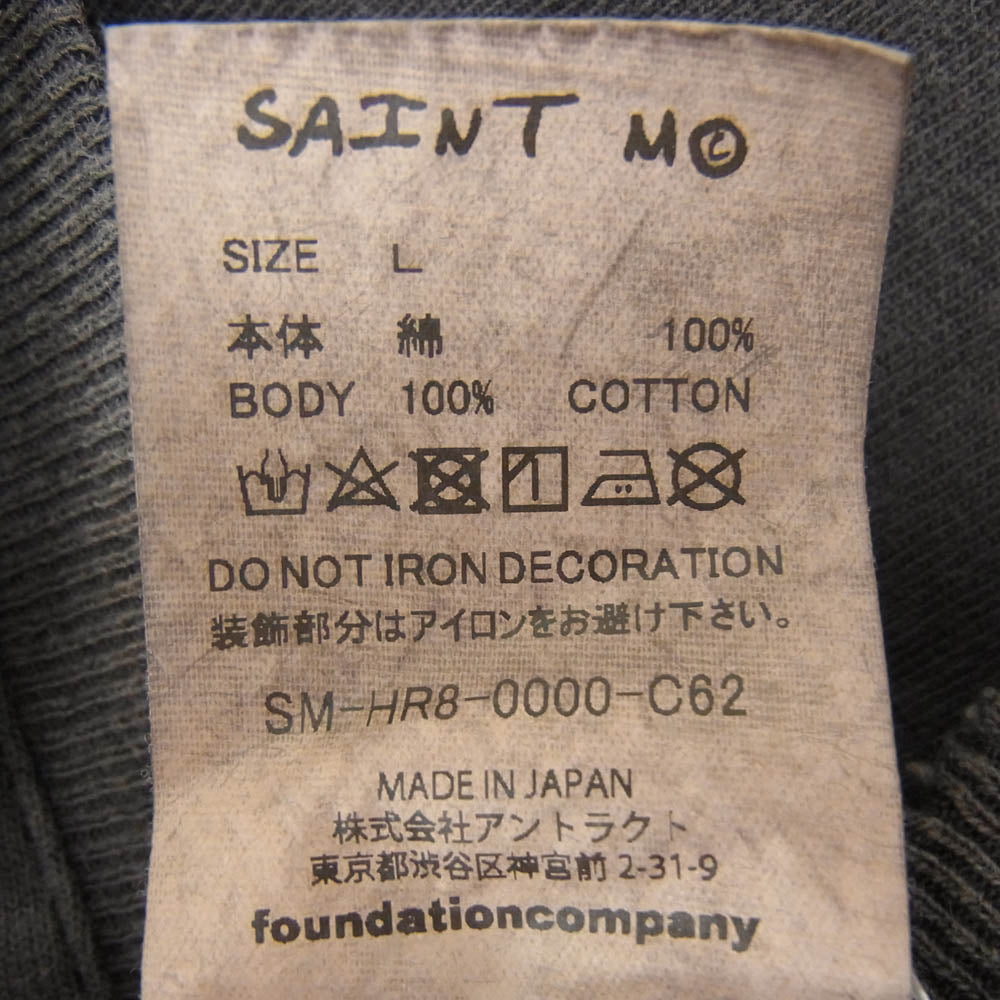 SAINT M©
SIZE L
本体 綿 100%
BODY 100% COTTON
DO NOT IRON DECORATION
装飾部分はアイロンをお避け下さい。
SM-HR8-0000-C62
MADE IN JAPAN
株式会社アントラクト
東京都渋谷区神宮前 2-31-9
foundationcompany